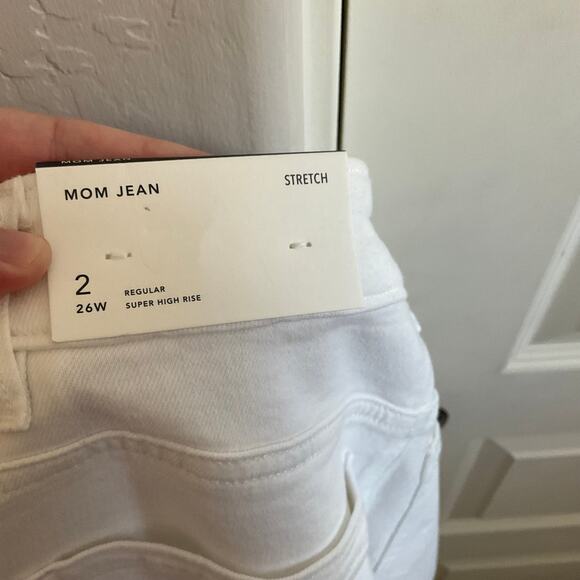 MOM JEAN
MOM JEAN
STRETCH
2
26W
REGULAR
SUPER HIGH RISE